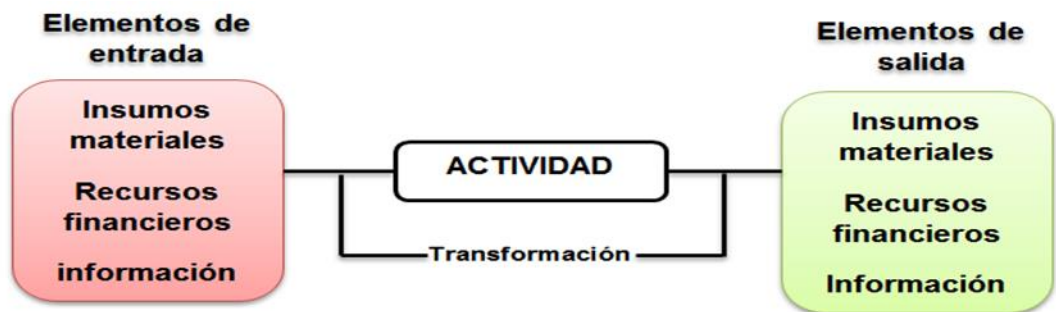 Elementos de
entrada
Insumos
materiales
Recursos
financieros
información
ACTIVIDAD
Transformación
Elementos de
salida
Insumos
materiales
Recursos
financieros
Información